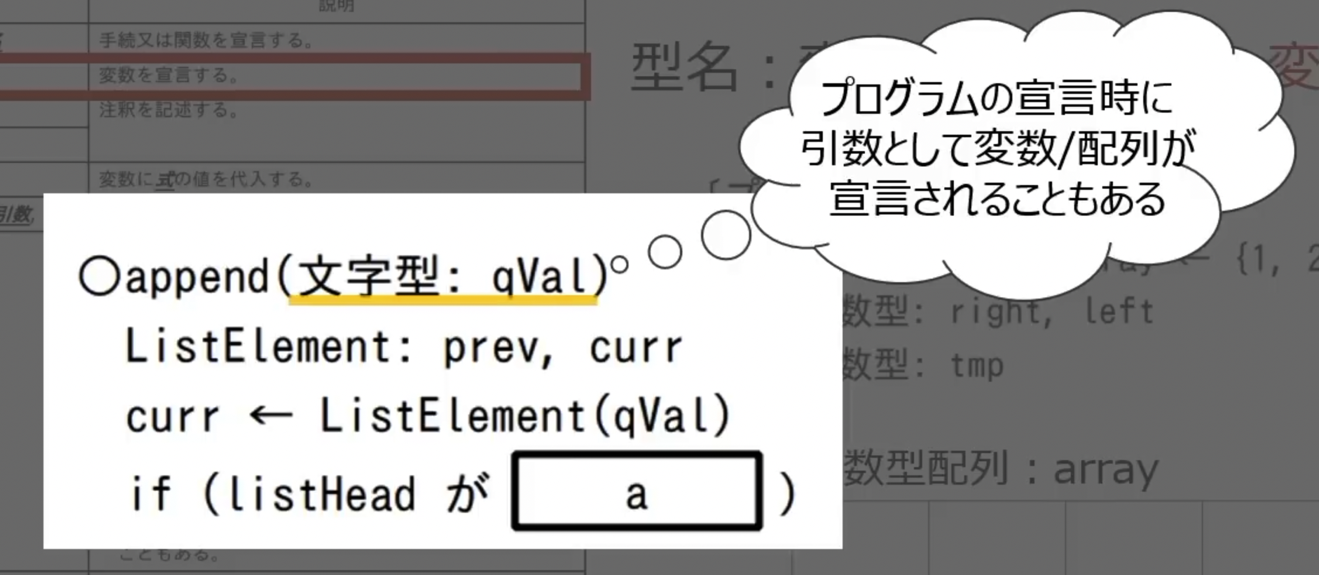 説明
手続又は関数を宣言する。
変数を宣言する。
注釈を記述する。
変数に式の値を代入する。
引数,
こともある。
型名：変
プログラムの宣言時に
引数として変数/配列が
宣言されることもある
〇append(文字型: qVal)
ListElement: prev, curr
curr ← ListElement(qVal)
if (listHead が a )
← {1, 2
数型: right, left
数型: tmp
数型配列：array